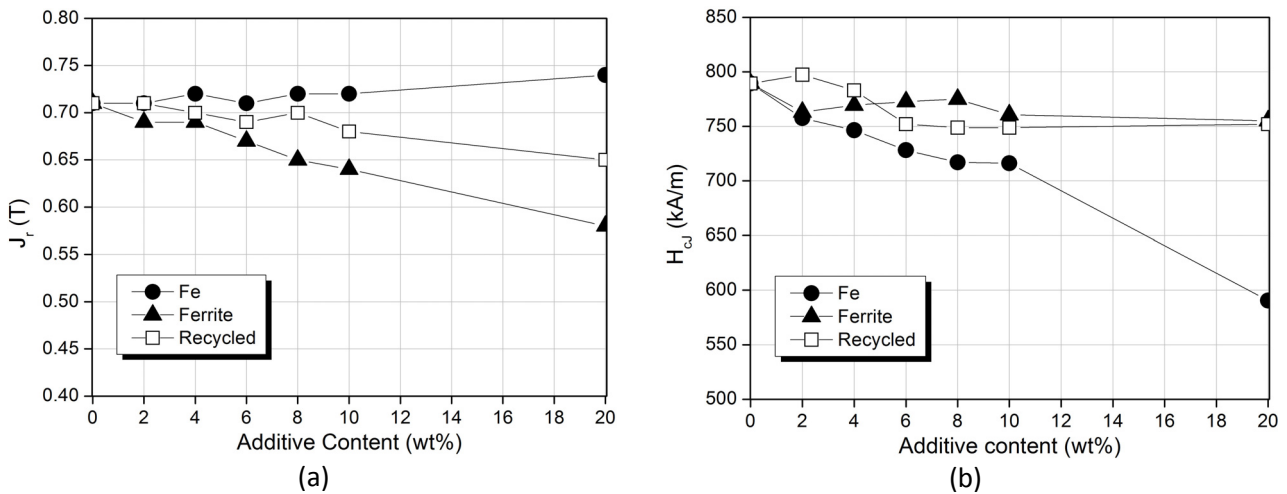 0.80
0.75
0.70
0.65
0.60
0.55
0.50
0.45
0.40
Jr (T)
Fe
Ferrite
Recycled
0 2 4 6 8 10 12 14 16 18 20
Additive Content (wt%)
(a)
850
800
750
700
650
600
550
500
HcJ (kA/m)
Fe
Ferrite
Recycled
0 2 4 6 8 10 12 14 16 18 20
Additive content (wt%)
(b)